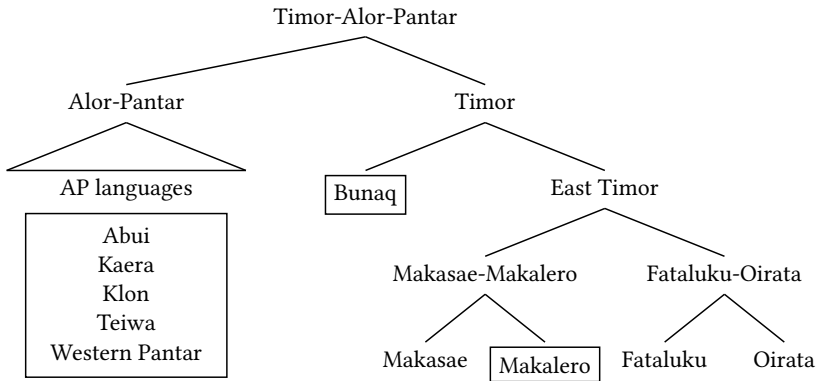 Timor-Alor-Pantar
Alor-Pantar
Timor
AP languages
Bunaq
East Timor
Abui
Kaera
Klon
Teiwa
Western Pantar
Makasae-Makalero
Fataluku-Oirata
Makasae
Makalero
Fataluku
Oirata